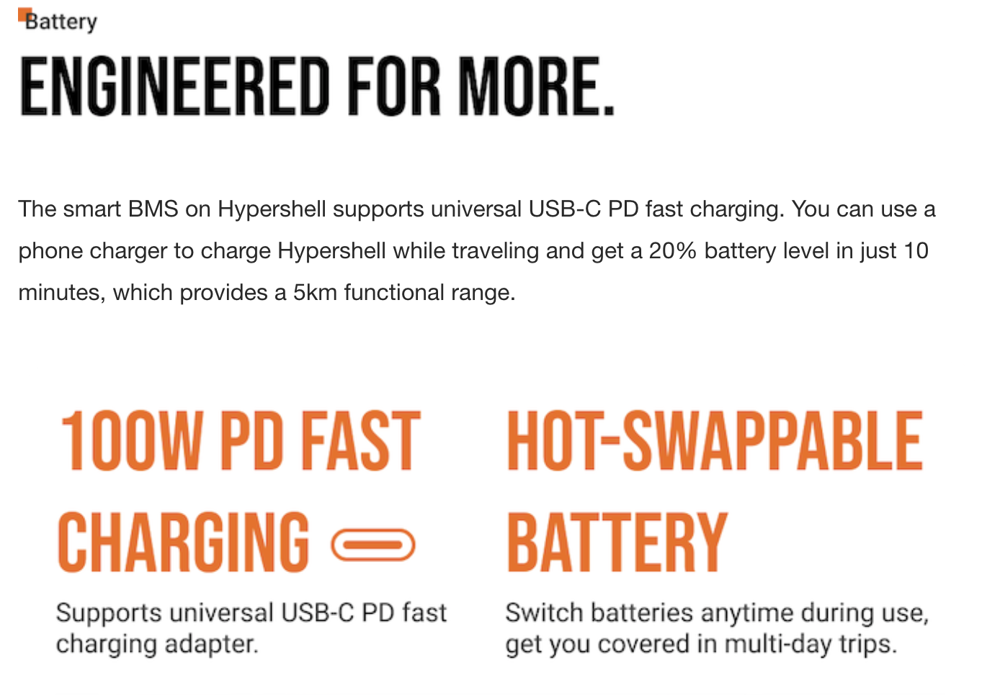 Battery
ENGINEERED FOR MORE.
The smart BMS on Hypershell supports universal USB-C PD fast charging. You can use a
phone charger to charge Hypershell while traveling and get a 20% battery level in just 10
minutes, which provides a 5km functional range.
100W PD FAST
CHARGING
Supports universal USB-C PD fast
charging adapter.
HOT-SWAPPABLE
BATTERY
Switch batteries anytime during use,
get you covered in multi-day trips.